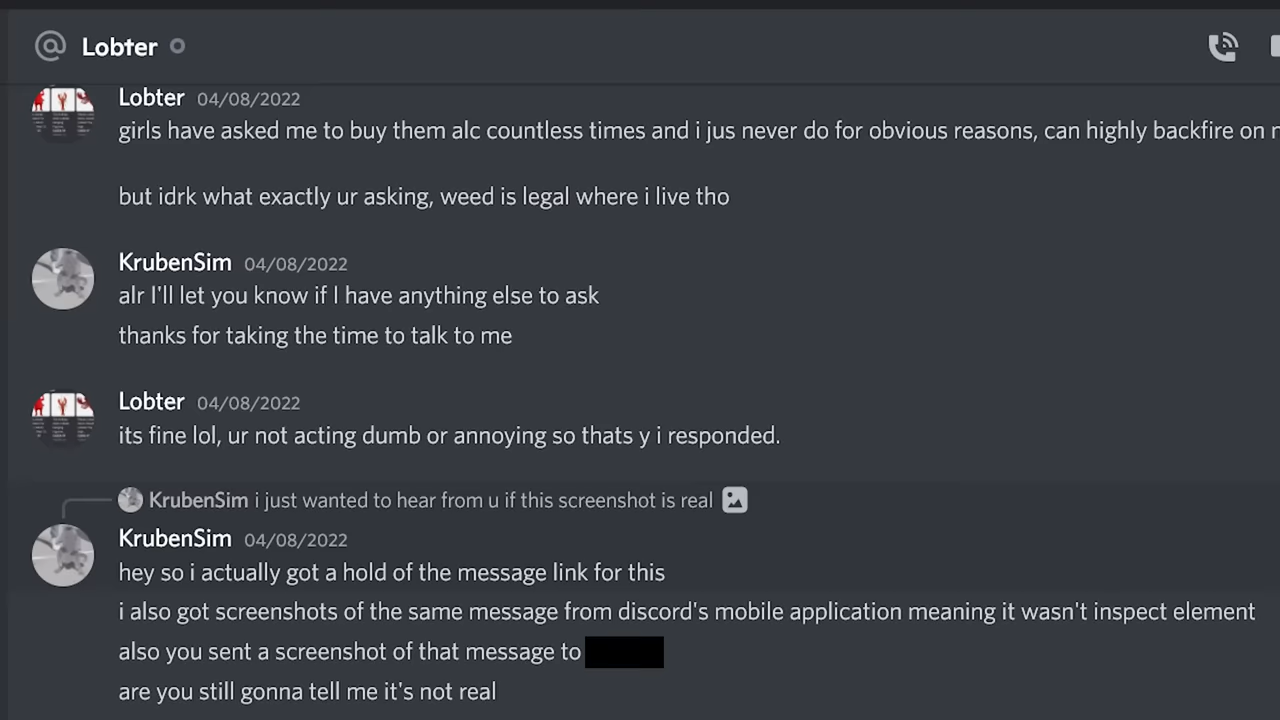 Lobter
Lobter 04/08/2022
girls have asked me to buy them alc countless times and i jus never do for obvious reasons, can highly backfire on
but idrk what exactly ur asking, weed is legal where i live tho
KrubenSim 04/08/2022
alr I'll let you know if I have anything else to ask
thanks for taking the time to talk to me
Lobter 04/08/2022
its fine lol, ur not acting dumb or annoying so thats y i responded.
KrubenSim i just wanted to hear from u if this screenshot is real
KrubenSim 04/08/2022
hey so i actually got a hold of the message link for this
i also got screenshots of the same message from discord's mobile application meaning it wasn't inspect element
also you sent a screenshot of that message to
are you still gonna tell me it's not real